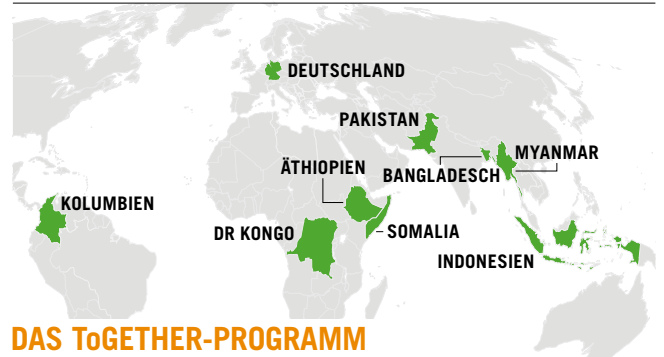 DEUTSCHLAND
PAKISTAN
MYANMAR
ÄTHIOPIEN
BANGLADESCH
KOLUMBIEN
DR KONGO
SOMALIA
INDONESIEN
DAS ToGETHER-PROGRAMM